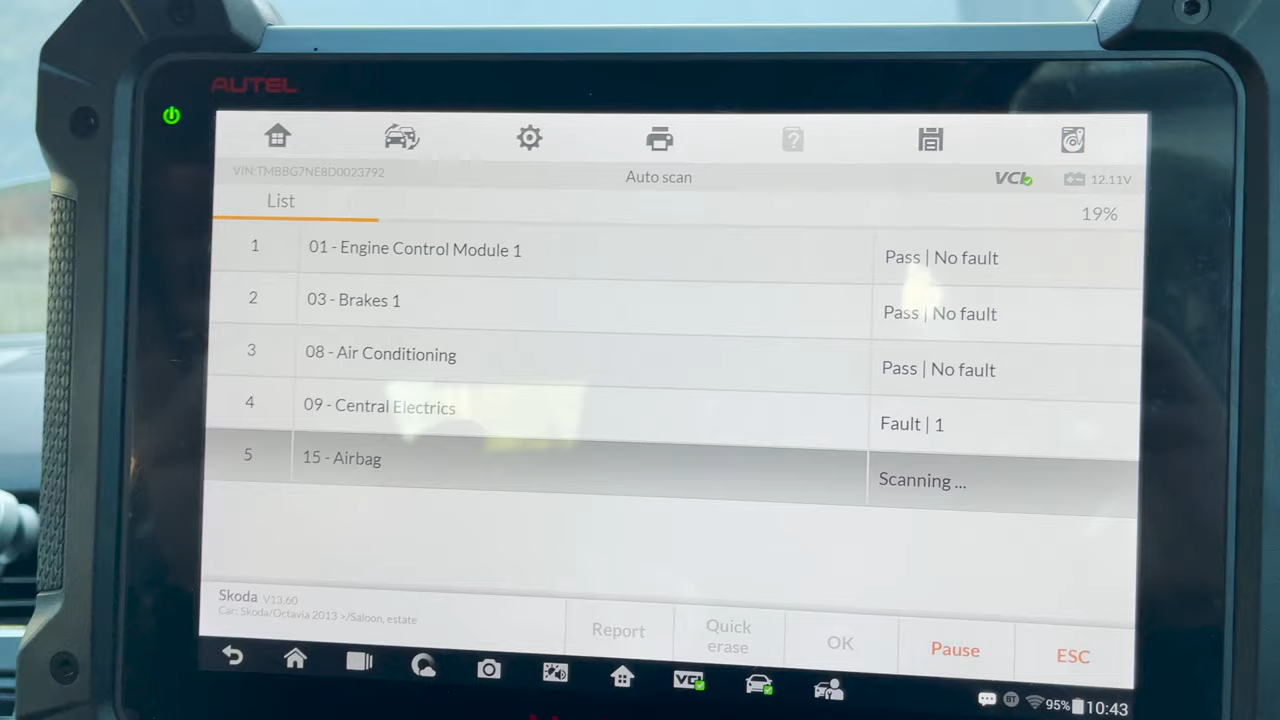 AUTEL
VIN:TMBBG7NE8D0023792
Auto scan
VCI
12.11V
List
19%
1 01 - Engine Control Module 1 Pass | No fault
2 03 - Brakes 1 Pass | No fault
3 08 - Air Conditioning Pass | No fault
4 09 - Central Electrics Fault | 1
5 15 - Airbag Scanning ...
Skoda V13.60
Car: Skoda/Octavia 2013 >/Saloon, estate
Report
Quick
erase
OK
Pause
ESC
VCI
BT
95%
10:43